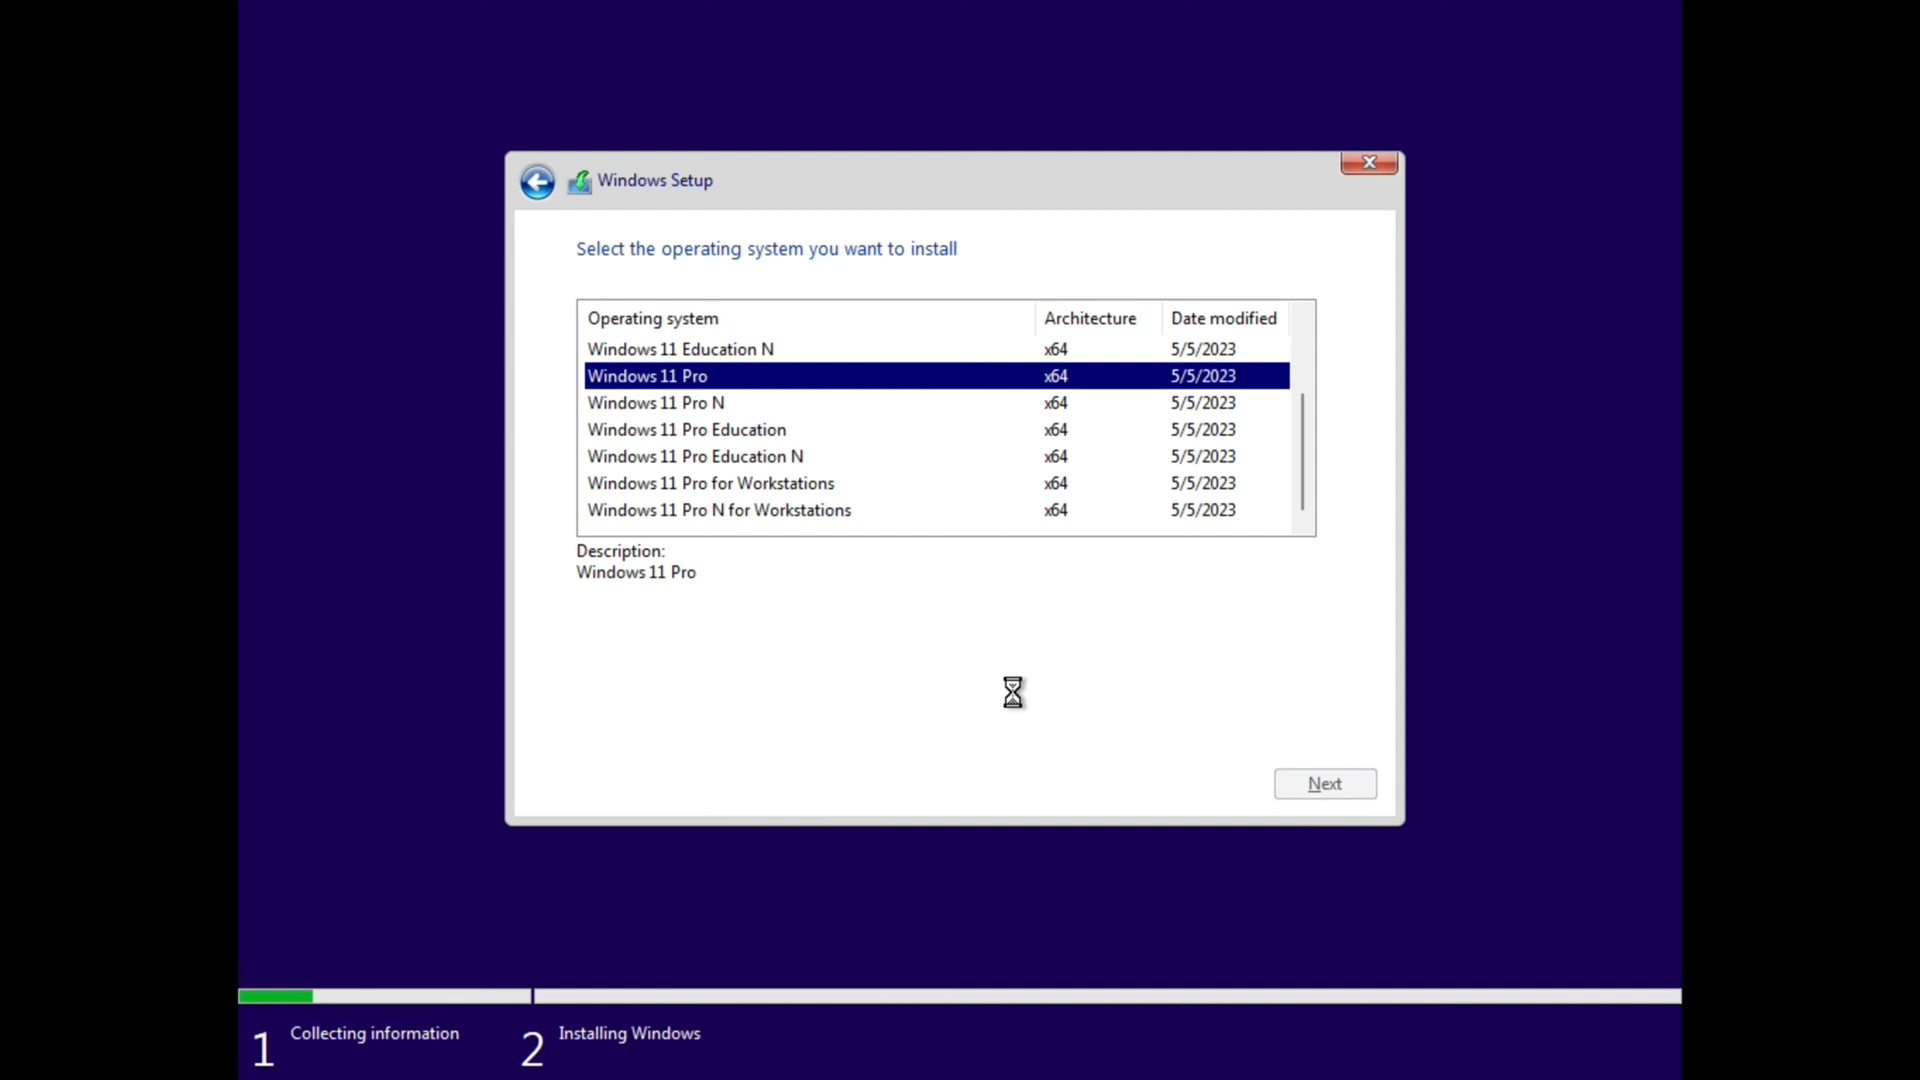 Windows Setup
Select the operating system you want to install
Operating system Architecture Date modified
Windows 11 Education N x64 5/5/2023
Windows 11 Pro x64 5/5/2023
Windows 11 Pro N x64 5/5/2023
Windows 11 Pro Education x64 5/5/2023
Windows 11 Pro Education N x64 5/5/2023
Windows 11 Pro for Workstations x64 5/5/2023
Windows 11 Pro N for Workstations x64 5/5/2023
Description:
Windows 11 Pro
Next
1 Collecting information 2 Installing Windows